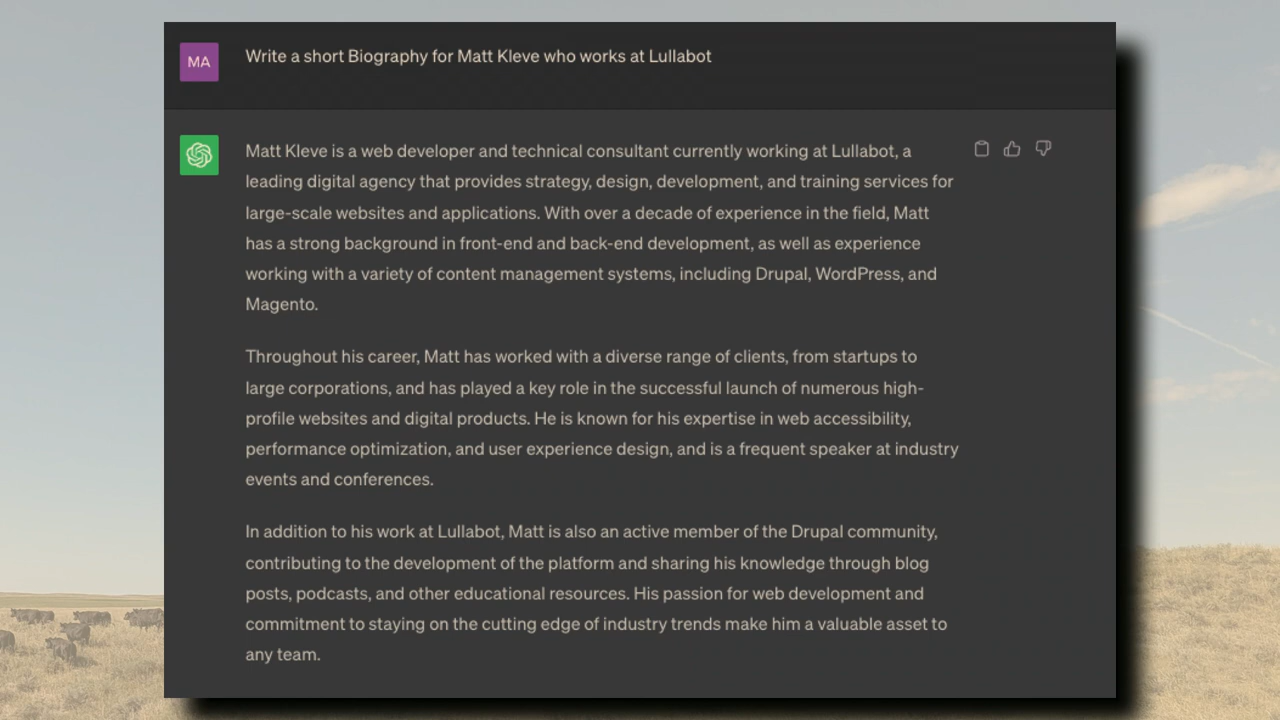 MA
Write a short Biography for Matt Kleve who works at Lullabot
Matt Kleve is a web developer and technical consultant currently working at Lullabot, a
leading digital agency that provides strategy, design, development, and training services for
large-scale websites and applications. With over a decade of experience in the field, Matt
has a strong background in front-end and back-end development, as well as experience
working with a variety of content management systems, including Drupal, WordPress, and
Magento.
Throughout his career, Matt has worked with a diverse range of clients, from startups to
large corporations, and has played a key role in the successful launch of numerous high-
profile websites and digital products. He is known for his expertise in web accessibility,
performance optimization, and user experience design, and is a frequent speaker at industry
events and conferences.
In addition to his work at Lullabot, Matt is also an active member of the Drupal community,
contributing to the development of the platform and sharing his knowledge through blog
posts, podcasts, and other educational resources. His passion for web development and
commitment to staying on the cutting edge of industry trends make him a valuable asset to
any team.